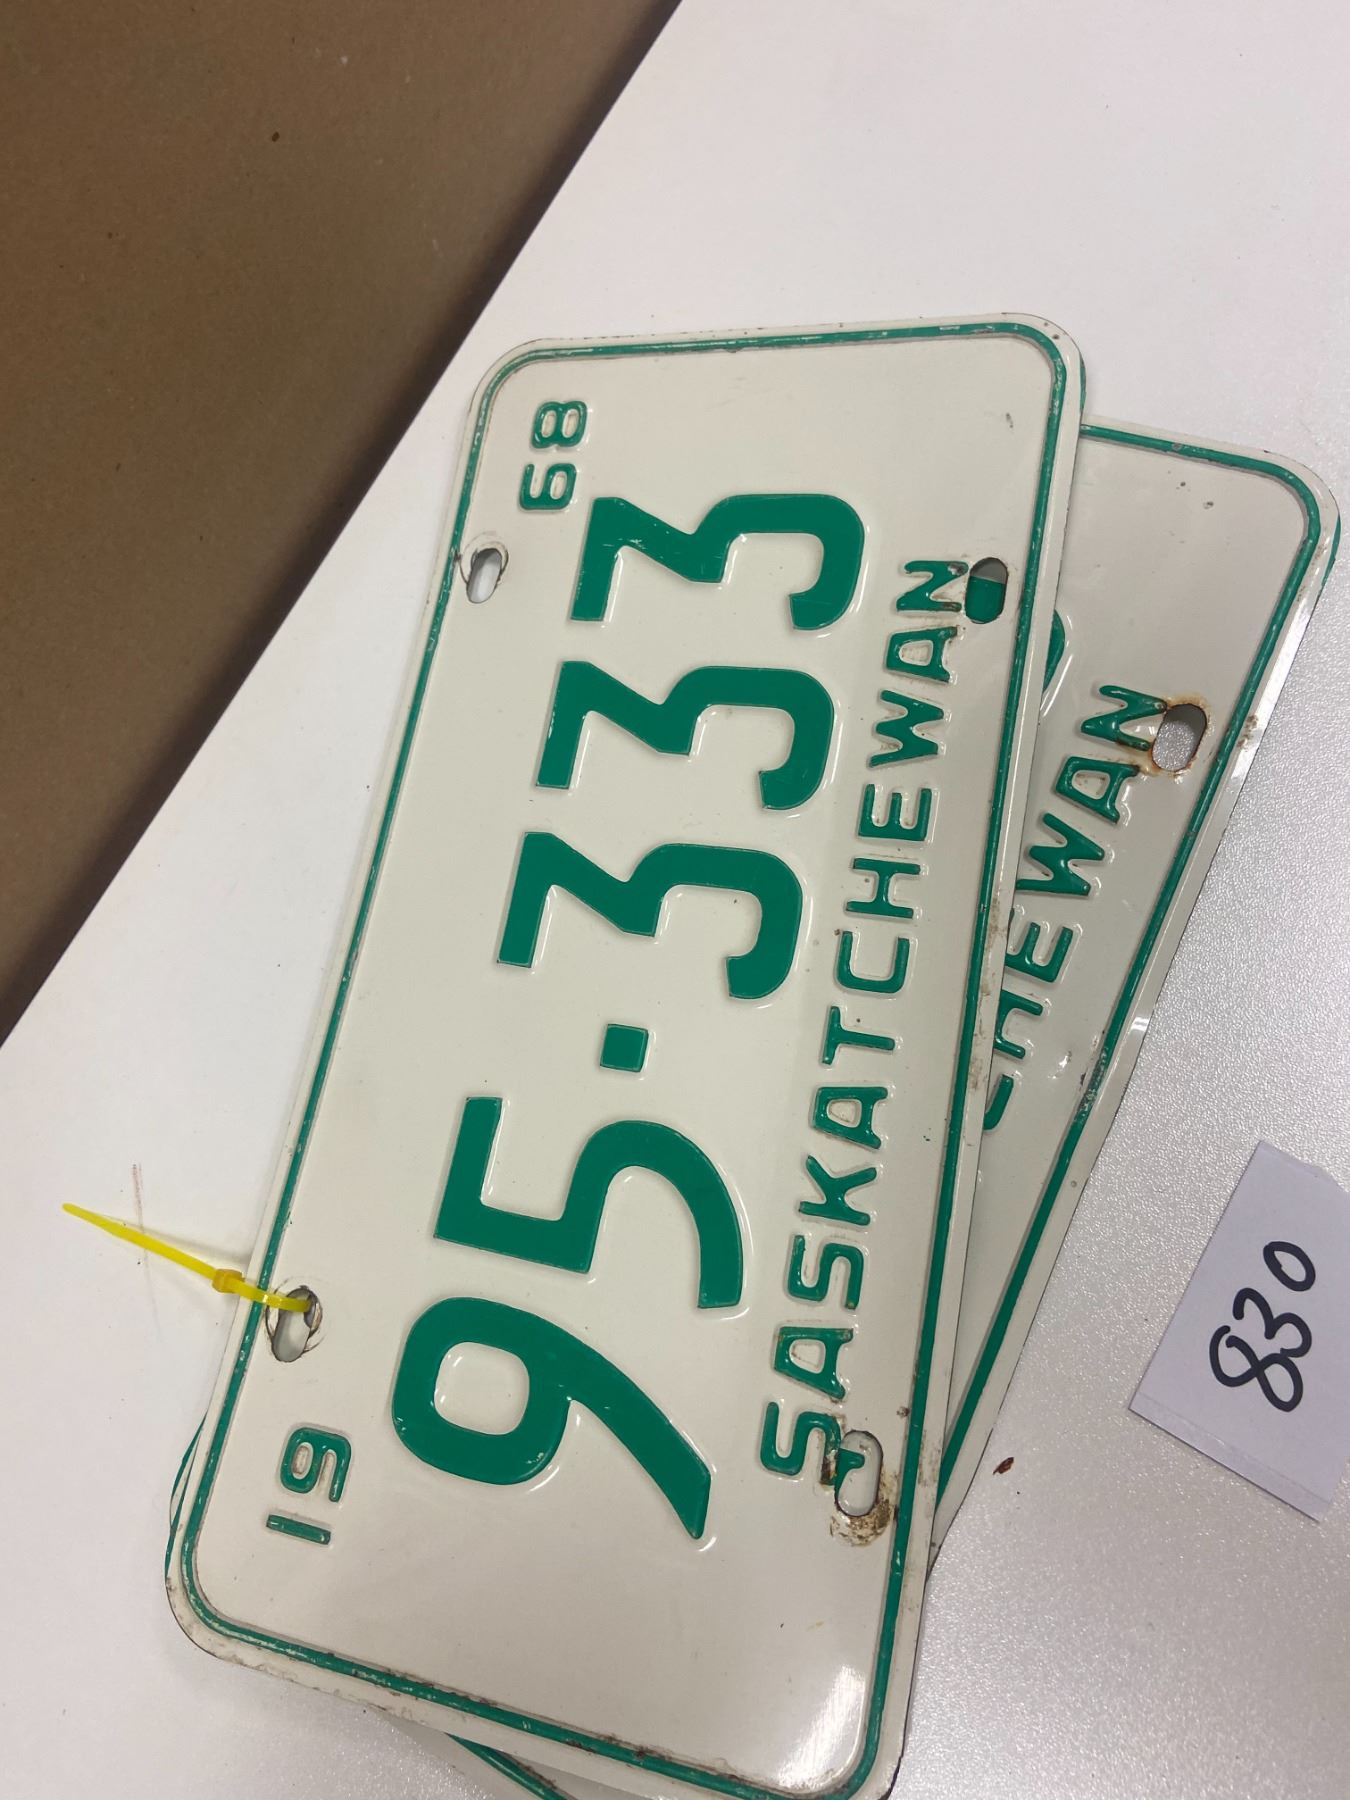 19 68
95·333
SASKATCHEWAN
CHEWAN
830